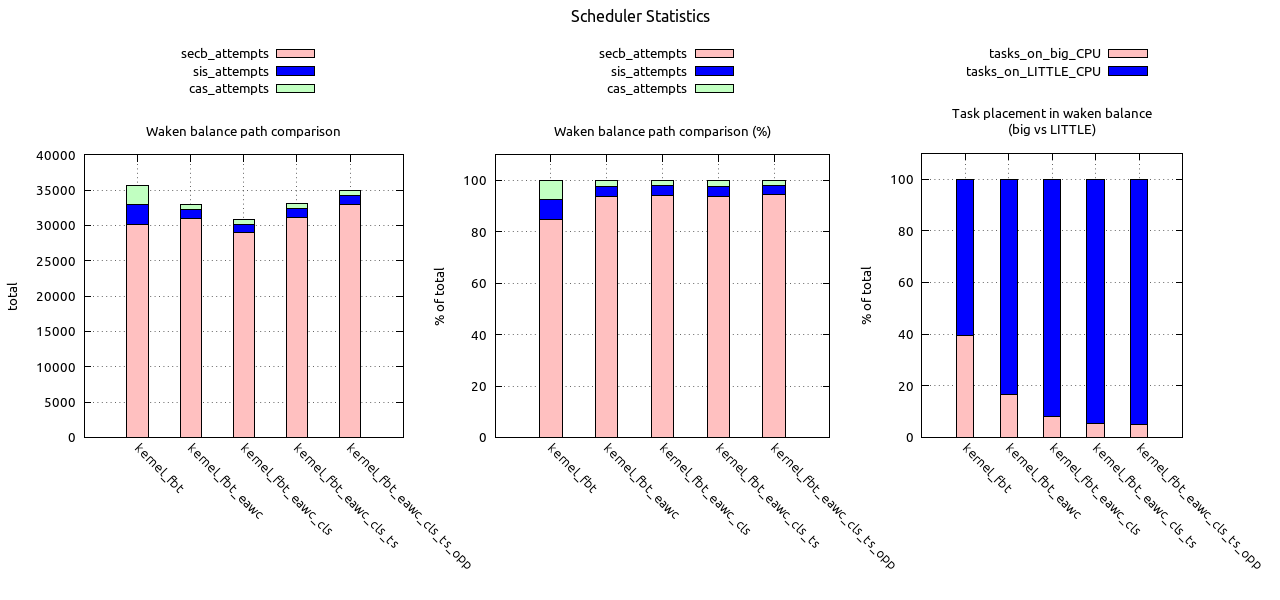 Scheduler Statistics
secb_attempts
sis_attempts
cas_attempts
Waken balance path comparison
total
40000
35000
30000
25000
20000
15000
10000
5000
0
kernel_fbt
kernel_fbt_eawc
kernel_fbt_eawc_cls
kernel_fbt_eawc_cls_ts
kernel_fbt_eawc_cls_ts_opp
secb_attempts
sis_attempts
cas_attempts
Waken balance path comparison (%)
% of total
100
80
60
40
20
0
kernel_fbt
kernel_fbt_eawc
kernel_fbt_eawc_cls
kernel_fbt_eawc_cls_ts
kernel_fbt_eawc_cls_ts_opp
tasks_on_big_CPU
tasks_on_LITTLE_CPU
Task placement in waken balance
(big vs LITTLE)
% of total
100
80
60
40
20
0
kernel_fbt
kernel_fbt_eawc
kernel_fbt_eawc_cls
kernel_fbt_eawc_cls_ts
kernel_fbt_eawc_cls_ts_opp